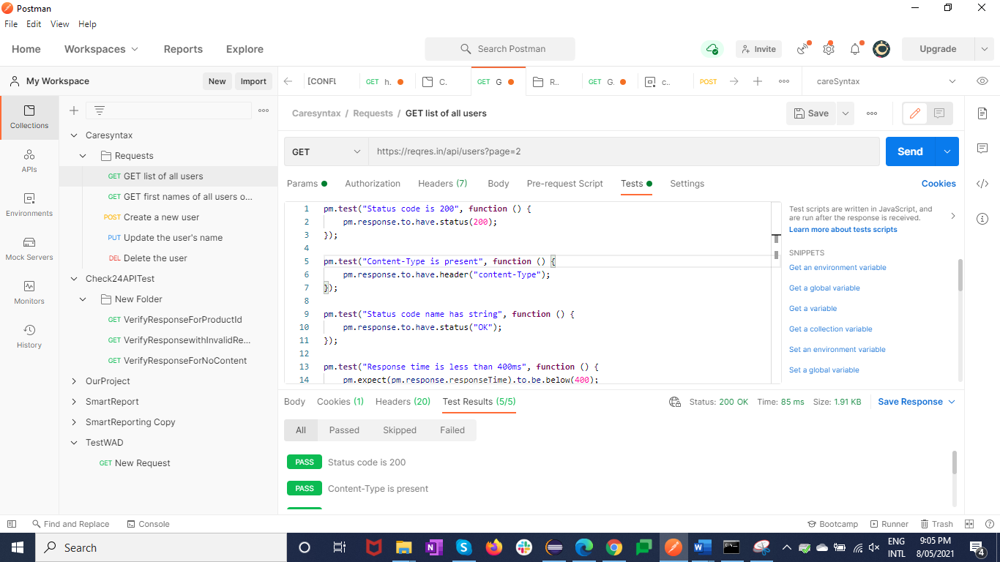 Postman
File Edit View Help
Home Workspaces Reports Explore Search Postman Invite Upgrade
My Workspace New Import
[CONFL GET h. C. GET G R.. GET G. c.. POST careSyntax
Collections
APIs
Environments
Mock Servers
Monitors
History
Caresyntax
Requests
GET GET list of all users
GET GET first names of all users o...
POST Create a new user
PUT Update the user's name
DEL Delete the user
Check24APITest
New Folder
GET VerifyResponseForProductId
GET VerifyResponsewithInvalidRe...
GET VerifyResponseForNoContent
OurProject
SmartReport
SmartReporting Copy
TestWAD
GET New Request
Caresyntax / Requests / GET list of all users Save
GET https://reqres.in/api/users?page=2 Send
Params Authorization Headers (7) Body Pre-request Script Tests Settings Cookies
1 pm.test("Status code is 200", function () {
2 pm.response.to.have.status(200);
3 });
4
5 pm.test("Content-Type is present", function () {
6 pm.response.to.have.header("content-Type");
7 });
8
9 pm.test("Status code name has string", function () {
10 pm.response.to.have.status("OK");
11 });
12
13 pm.test("Response time is less than 400ms", function () {
14 pm.expect(pm.response.responseTime).to.be.below(400);
Test scripts are written in JavaScript, and
are run after the response is received.
Learn more about tests scripts
SNIPPETS
Get an environment variable
Get a global variable
Get a variable
Get a collection variable
Set an environment variable
Set a global variable
Body Cookies (1) Headers (20) Test Results (5/5) Status: 200 OK Time: 85 ms Size: 1.91 KB Save Response
All Passed Skipped Failed
PASS Status code is 200
PASS Content-Type is present
Find and Replace Console Bootcamp Runner Trash
Search
ENG
INTL
9:05 PM
8/05/2021
4